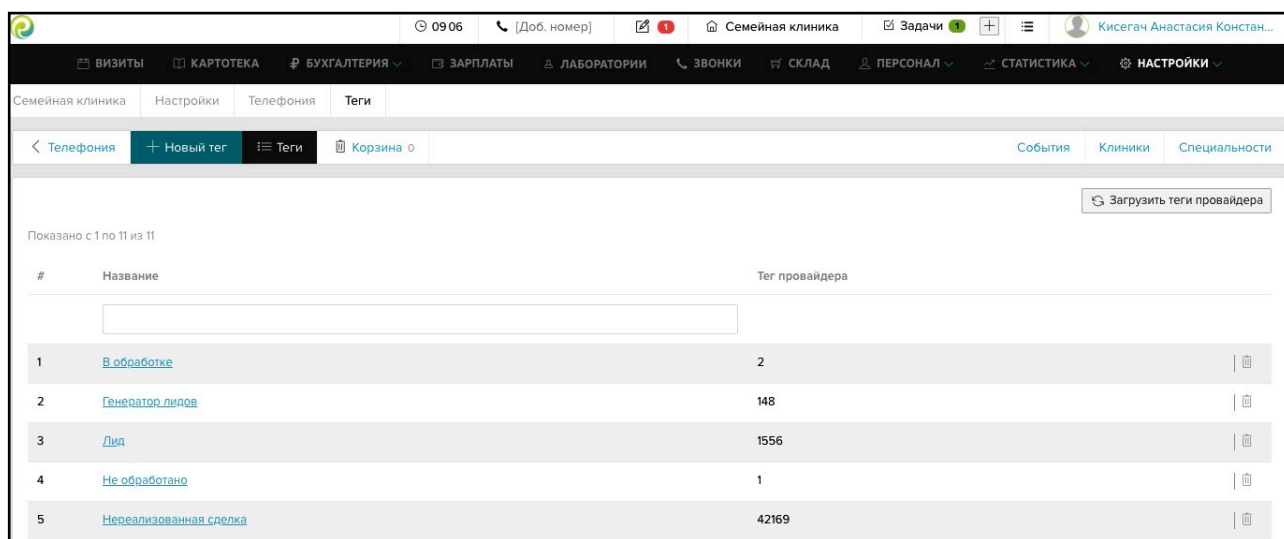 09 06 [Доб. номер] 1 Семейная клиника Задачи 1 Кисегач Анастасия Констан...
ВИЗИТЫ КАРТОТЕКА БУХГАЛТЕРИЯ ЗАРПЛАТЫ ЛАБОРАТОРИИ ЗВОНКИ СКЛАД ПЕРСОНАЛ СТАТИСТИКА НАСТРОЙКИ
Семейная клиника Настройки Телефония Теги
Телефония + Новый тег Теги Корзина 0 События Клиники Специальности
Загрузить теги провайдера
Показано с 1 по 11 из 11
# Название Тег провайдера
1 В обработке 2
2 Генератор лидов 148
3 Лид 1556
4 Не обработано 1
5 Нереализованная сделка 42169